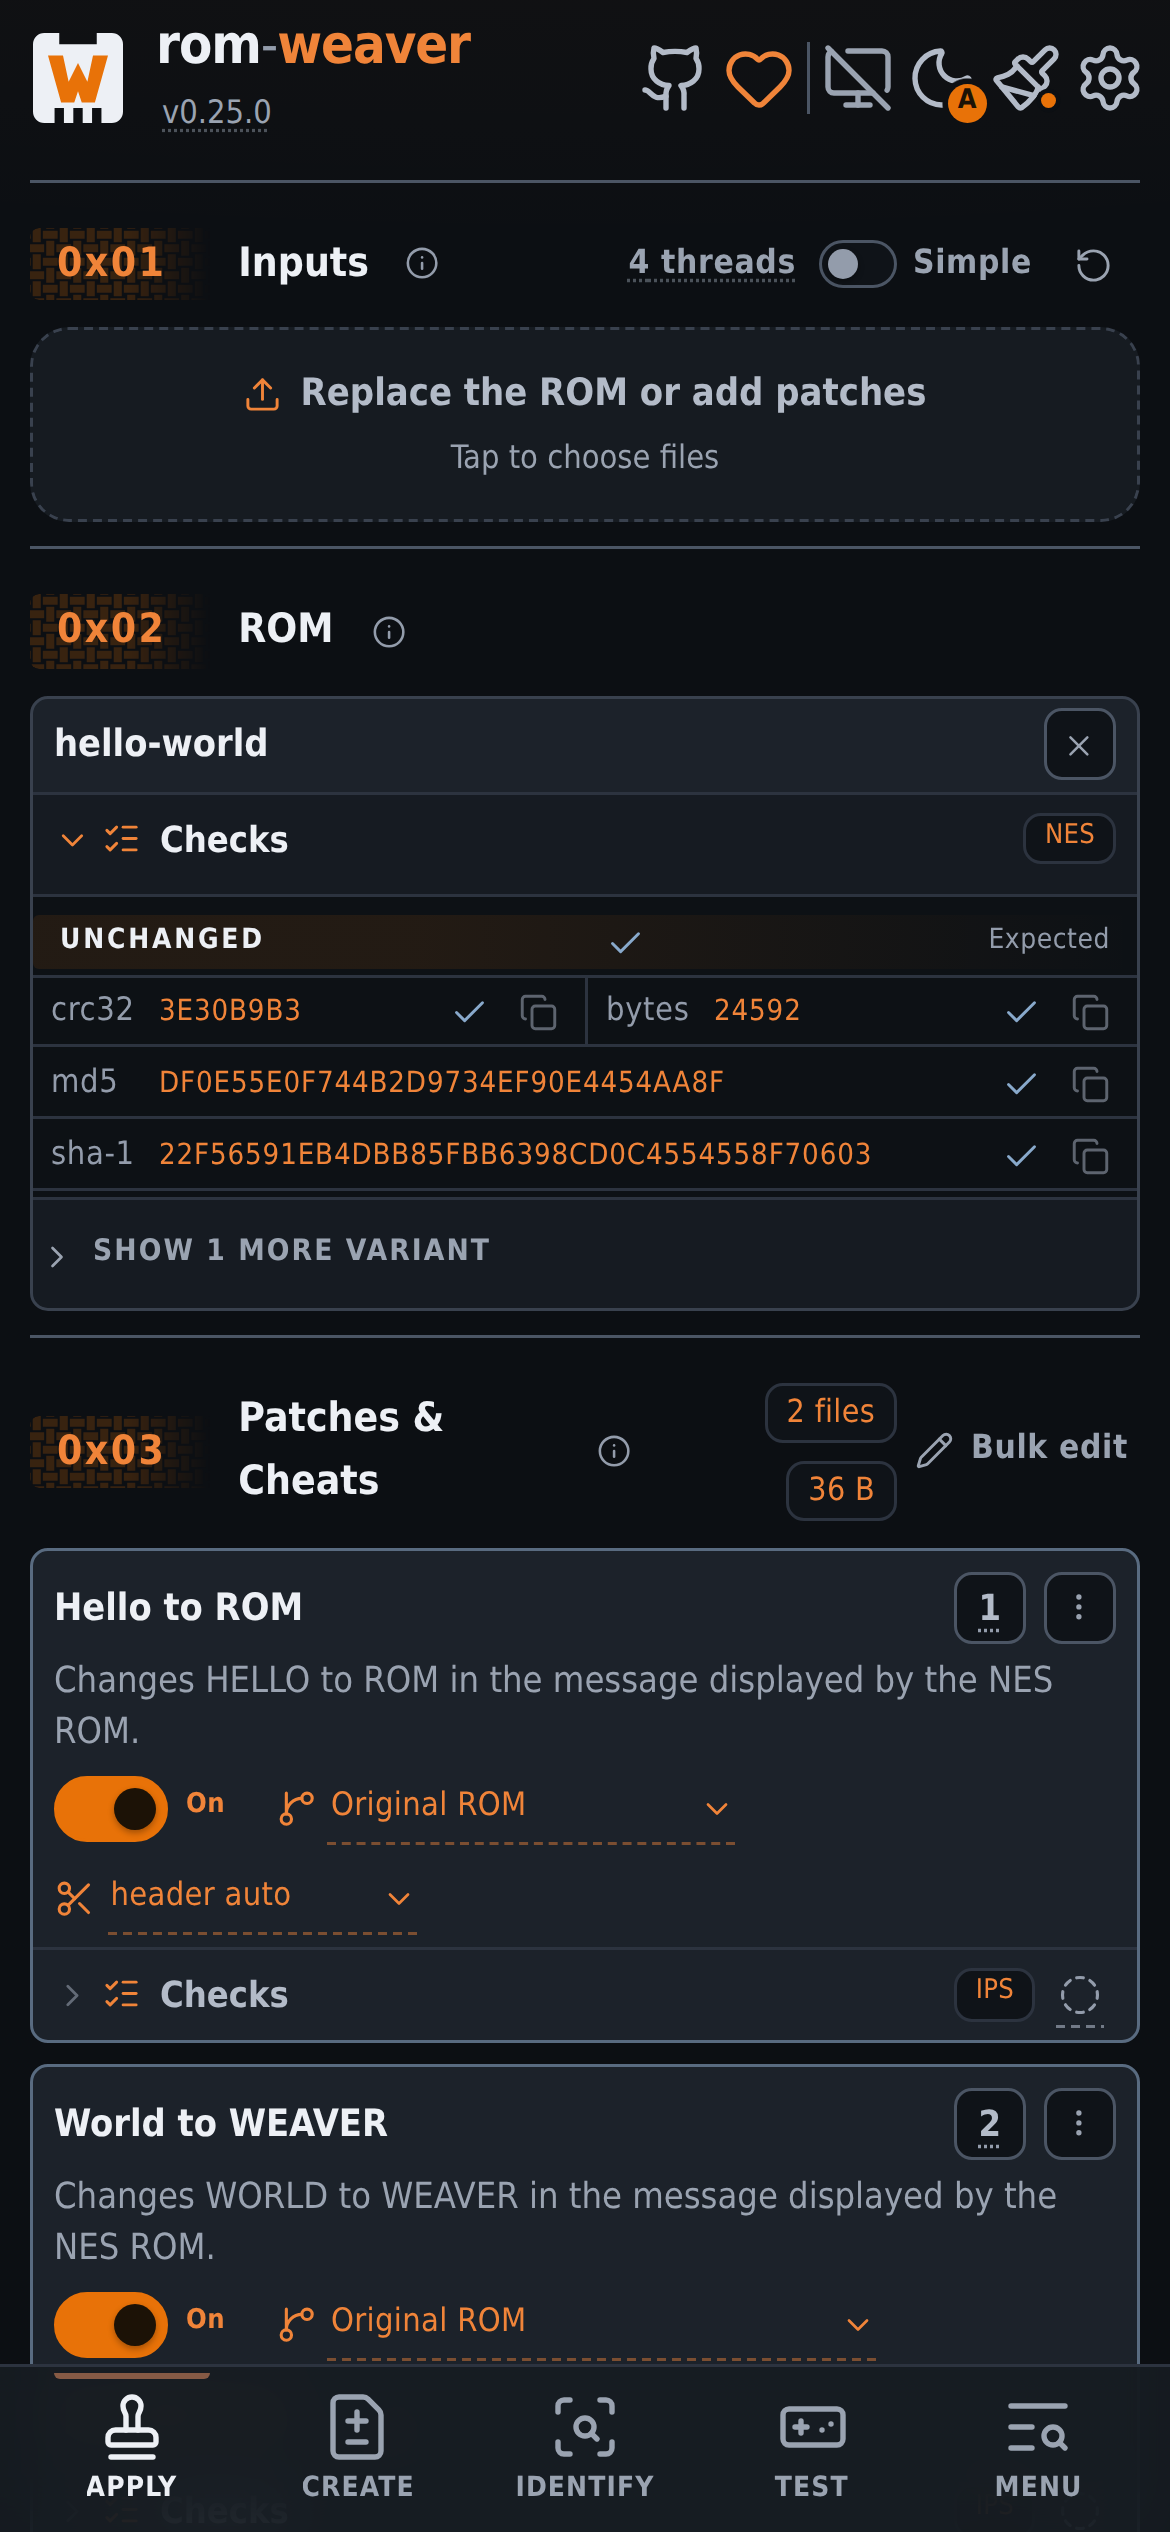 rom-weaver
v0.25.0
A
0x01 Inputs 4 threads Simple
Replace the ROM or add patches
Tap to choose files
0x02 ROM
hello-world
Checks NES
UNCHANGED Expected
crc32 3E30B9B3 bytes 24592
md5 DF0E55E0F744B2D9734EF90E4454AA8F
sha-1 22F56591EB4DBB85FBB6398CD0C4554558F70603
SHOW 1 MORE VARIANT
0x03 Patches & Cheats 2 files 36 B Bulk edit
Hello to ROM 1
Changes HELLO to ROM in the message displayed by the NES
ROM.
On Original ROM
header auto
Checks IPS
World to WEAVER 2
Changes WORLD to WEAVER in the message displayed by the
NES ROM.
On Original ROM
APPLY CREATE IDENTIFY TEST MENU
Checks IPS